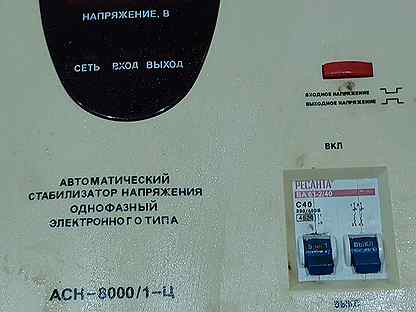 НАПРЯЖЕНИЕ, В
СЕТЬ ВХОД ВЫХОД
ВХОДНОЕ НАПРЯЖЕНИЕ
ВЫХОДНОЕ НАПРЯЖЕНИЕ
ВКЛ
АВТОМАТИЧЕСКИЙ
СТАБИЛИЗАТОР НАПРЯЖЕНИЯ
ОДНОФАЗНЫЙ
ЭЛЕКТРОННОГО ТИПА
РЕСАНТА
C40
АСН-8000/1-Ц